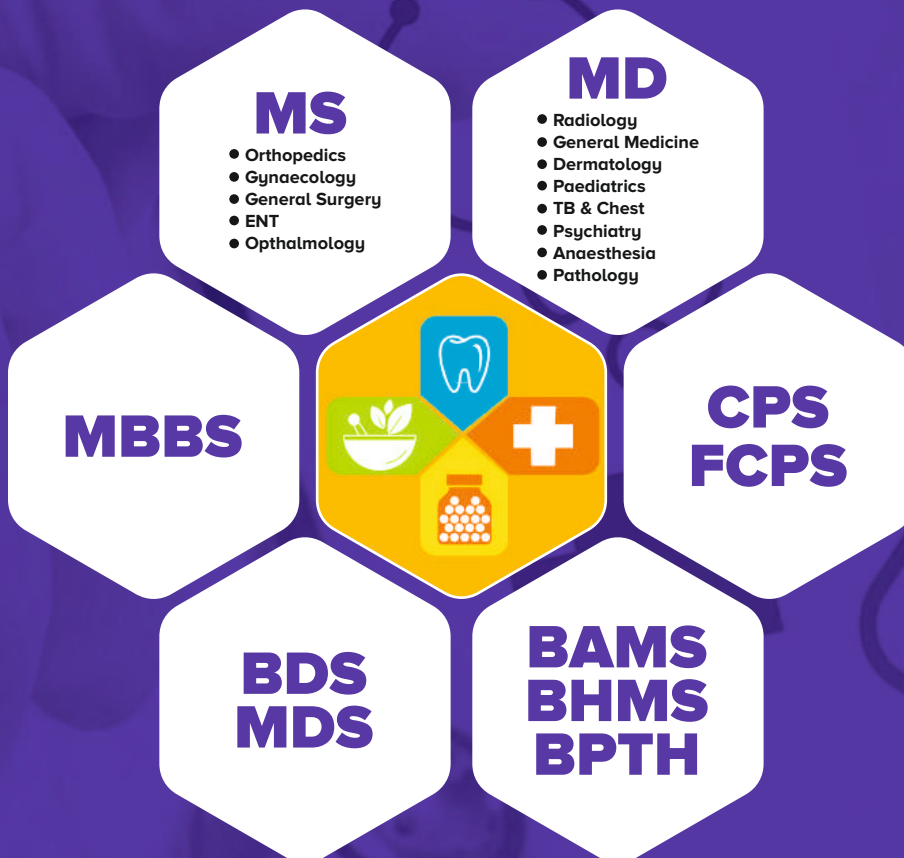 MS
● Orthopedics
● Gynaecology
● General Surgery
● ENT
● Opthalmology
MD
● Radiology
● General Medicine
● Dermatology
● Paediatrics
● TB & Chest
● Psychiatry
● Anaesthesia
● Pathology
MBBS
CPS
FCPS
BDS
MDS
BAMS
BHMS
BPTH